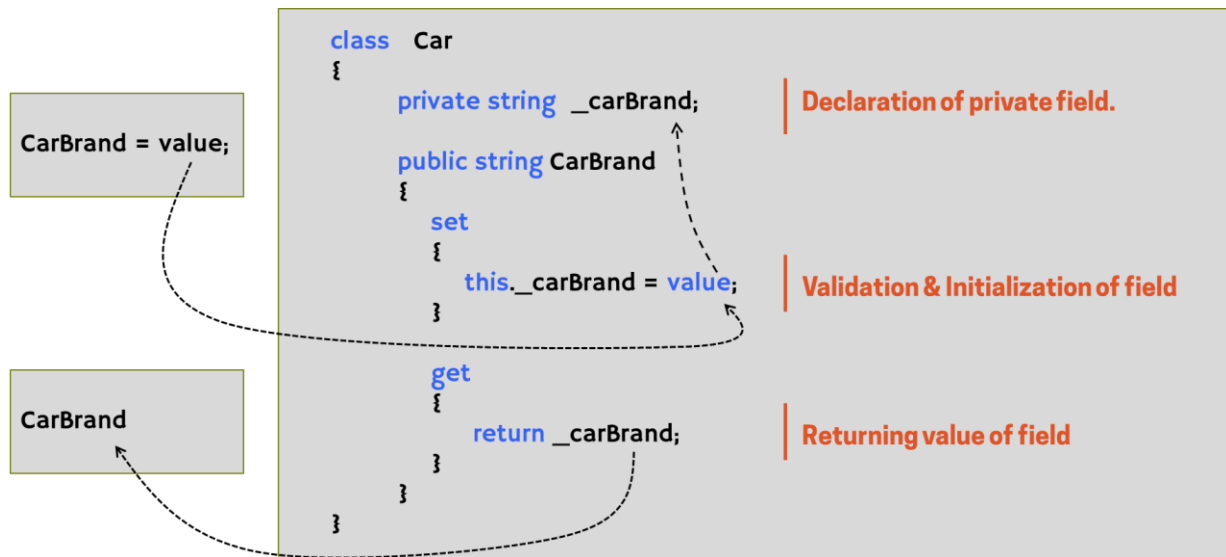 CarBrand = value;
CarBrand
class Car
{
private string _carBrand;
public string CarBrand
{
set
{
this._carBrand = value;
}
get
{
return _carBrand;
}
}
}
Declaration of private field.
Validation & Initialization of field
Returning value of field